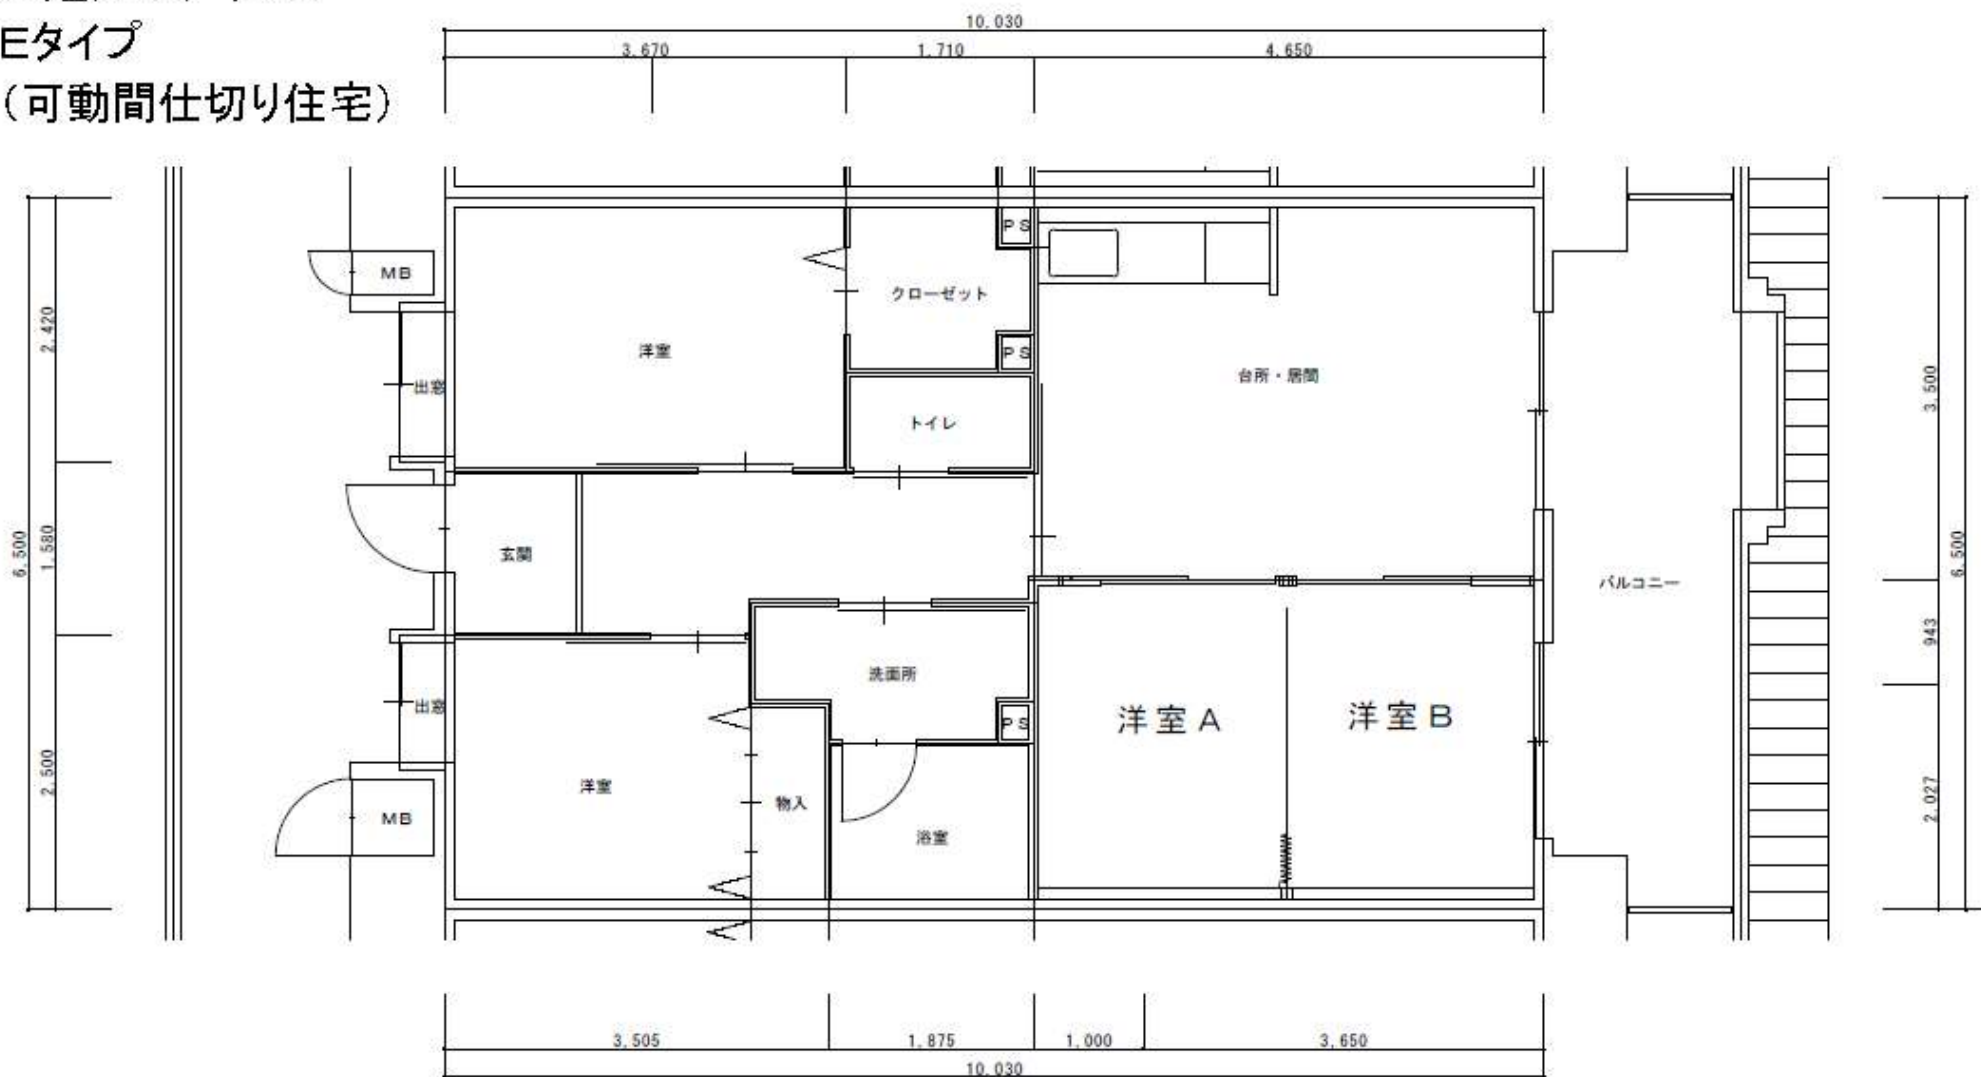 Eタイプ
(可動間仕切り住宅)
10,030
3,670 1,710 4,650
PS
MB
クローゼット
2,420
洋室
PS
台所・居間
出窓
3,500
トイレ
6,500
1,580
玄関
バルコニー
6,500
943
洗面所
出窓
PS
洋室A
洋室B
2,500
洋室
物入
2,027
MB
浴室
3,505 1,875 1,000 3,650
10,030